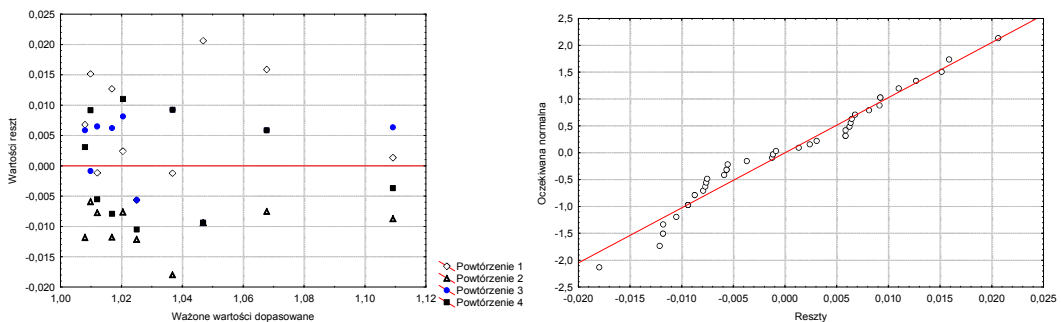 0,025
0,020
0,015
0,010
0,005
0,000
-0,005
-0,010
-0,015
-0,020
Wartości reszt
1,00 1,02 1,04 1,06 1,08 1,10 1,12
Ważone wartości dopasowane
Powtórzenie 1
Powtórzenie 2
Powtórzenie 3
Powtórzenie 4
2,5
2,0
1,5
1,0
0,5
0,0
-0,5
-1,0
-1,5
-2,0
-2,5
Oczekiwana normalna
-0,020 -0,015 -0,010 -0,005 0,000 0,005 0,010 0,015 0,020 0,025
Reszty